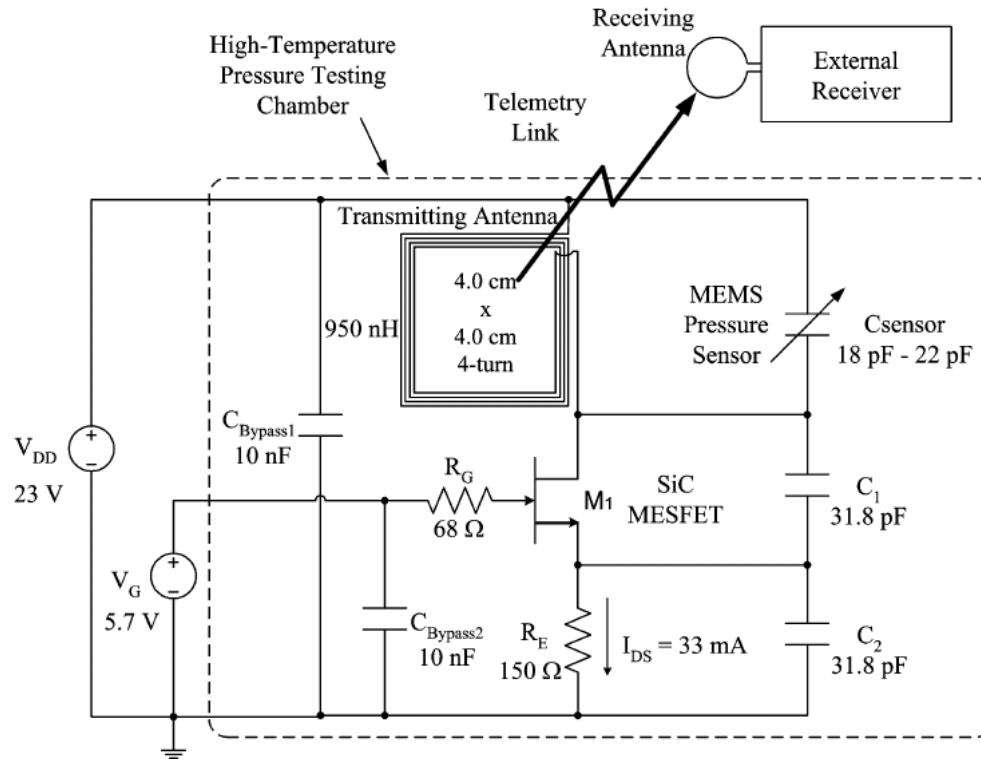 Receiving
Antenna
External
Receiver
High-Temperature
Pressure Testing
Chamber
Telemetry
Link
Transmitting Antenna
4.0 cm
x
4.0 cm
4-turn
950 nH
MEMS
Pressure
Sensor
Csensor
18 pF - 22 pF
C_Bypass1
10 nF
V_DD
23 V
R_G
68 Ω
M1
SiC
MESFET
C_1
31.8 pF
V_G
5.7 V
C_Bypass2
10 nF
R_E
150 Ω
I_DS = 33 mA
C_2
31.8 pF